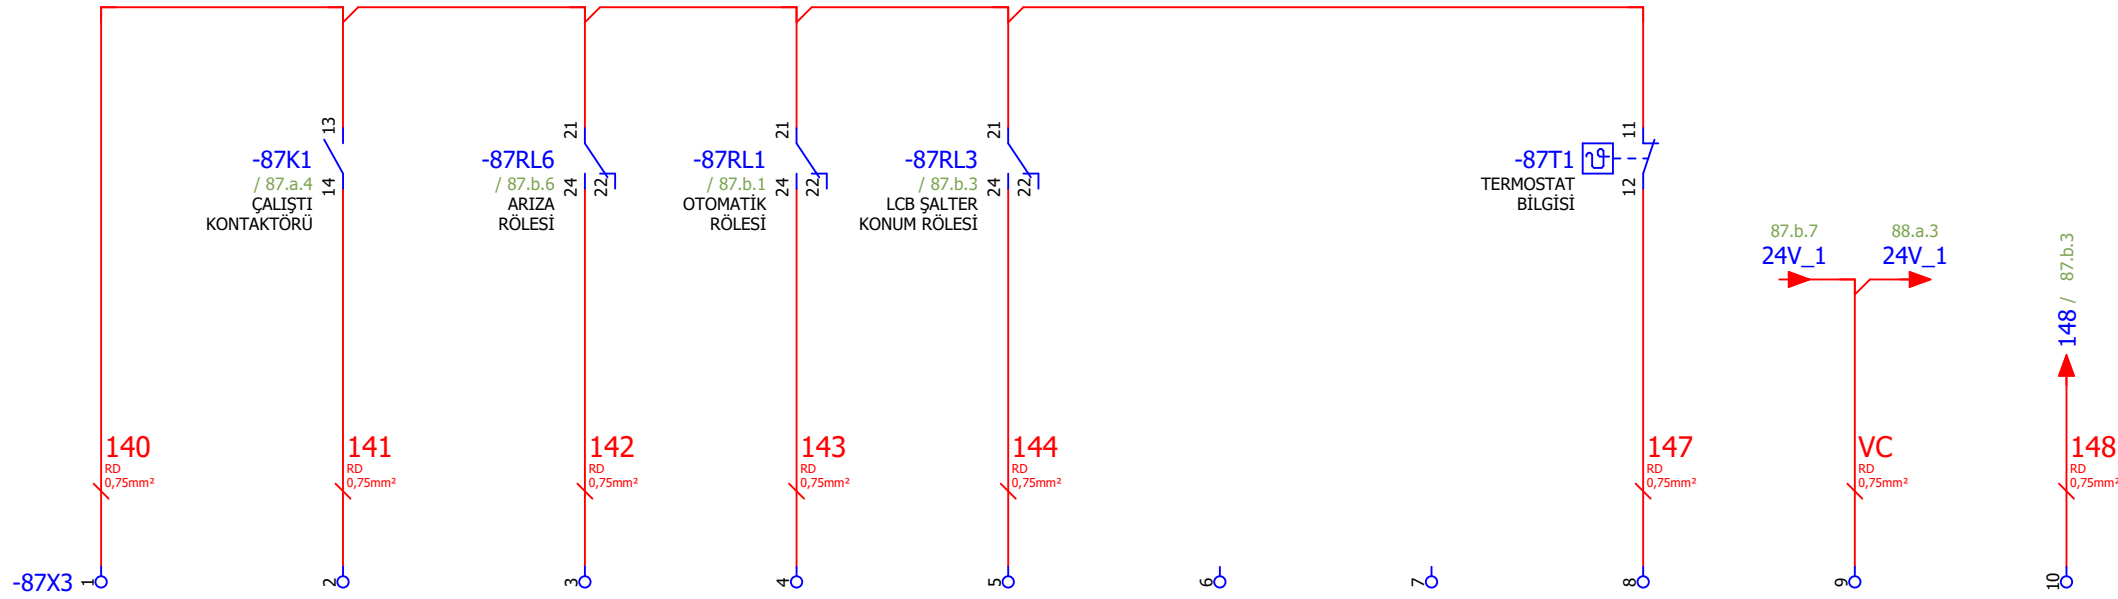 13
-87K1
/ 87.a.4
14
ÇALIŞTI
KONTAKTÖRÜ
21
-87RL6
/ 87.b.6
24
22
ARIZA
RÖLESİ
21
-87RL1
/ 87.b.1
24
22
OTOMATİK
RÖLESİ
21
-87RL3
/ 87.b.3
24
22
LCB ŞALTER
KONUM RÖLESİ
11
-87T1
12
TERMOSTAT
BİLGİSİ
87.b.7
24V_1
88.a.3
24V_1
148 / 87.b.3
140
RD
0,75mm²
141
RD
0,75mm²
142
RD
0,75mm²
143
RD
0,75mm²
144
RD
0,75mm²
147
RD
0,75mm²
VC
RD
0,75mm²
148
RD
0,75mm²
-87X3
1
2
3
4
5
6
7
8
9
10